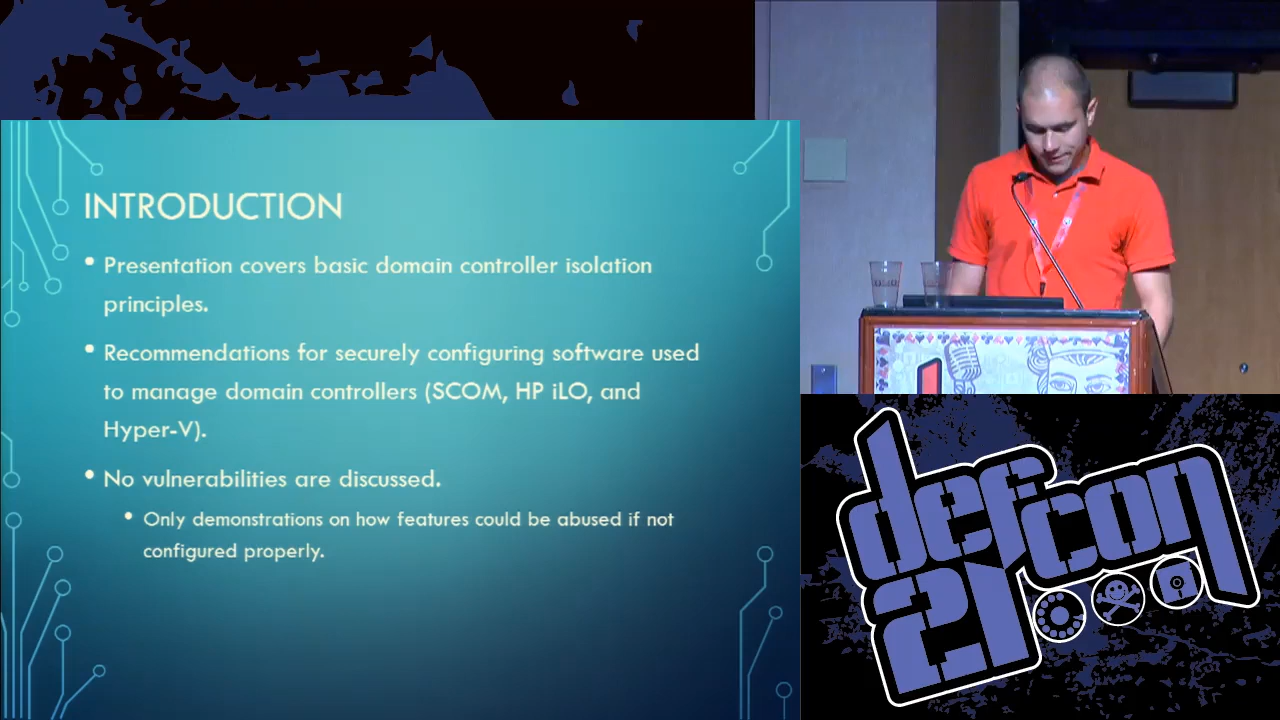 INTRODUCTION
• Presentation covers basic domain controller isolation
principles.
• Recommendations for securely configuring software used
to manage domain controllers (SCOM, HP iLO, and
Hyper-V).
• No vulnerabilities are discussed.
• Only demonstrations on how features could be abused if not
configured properly.
defcon
21